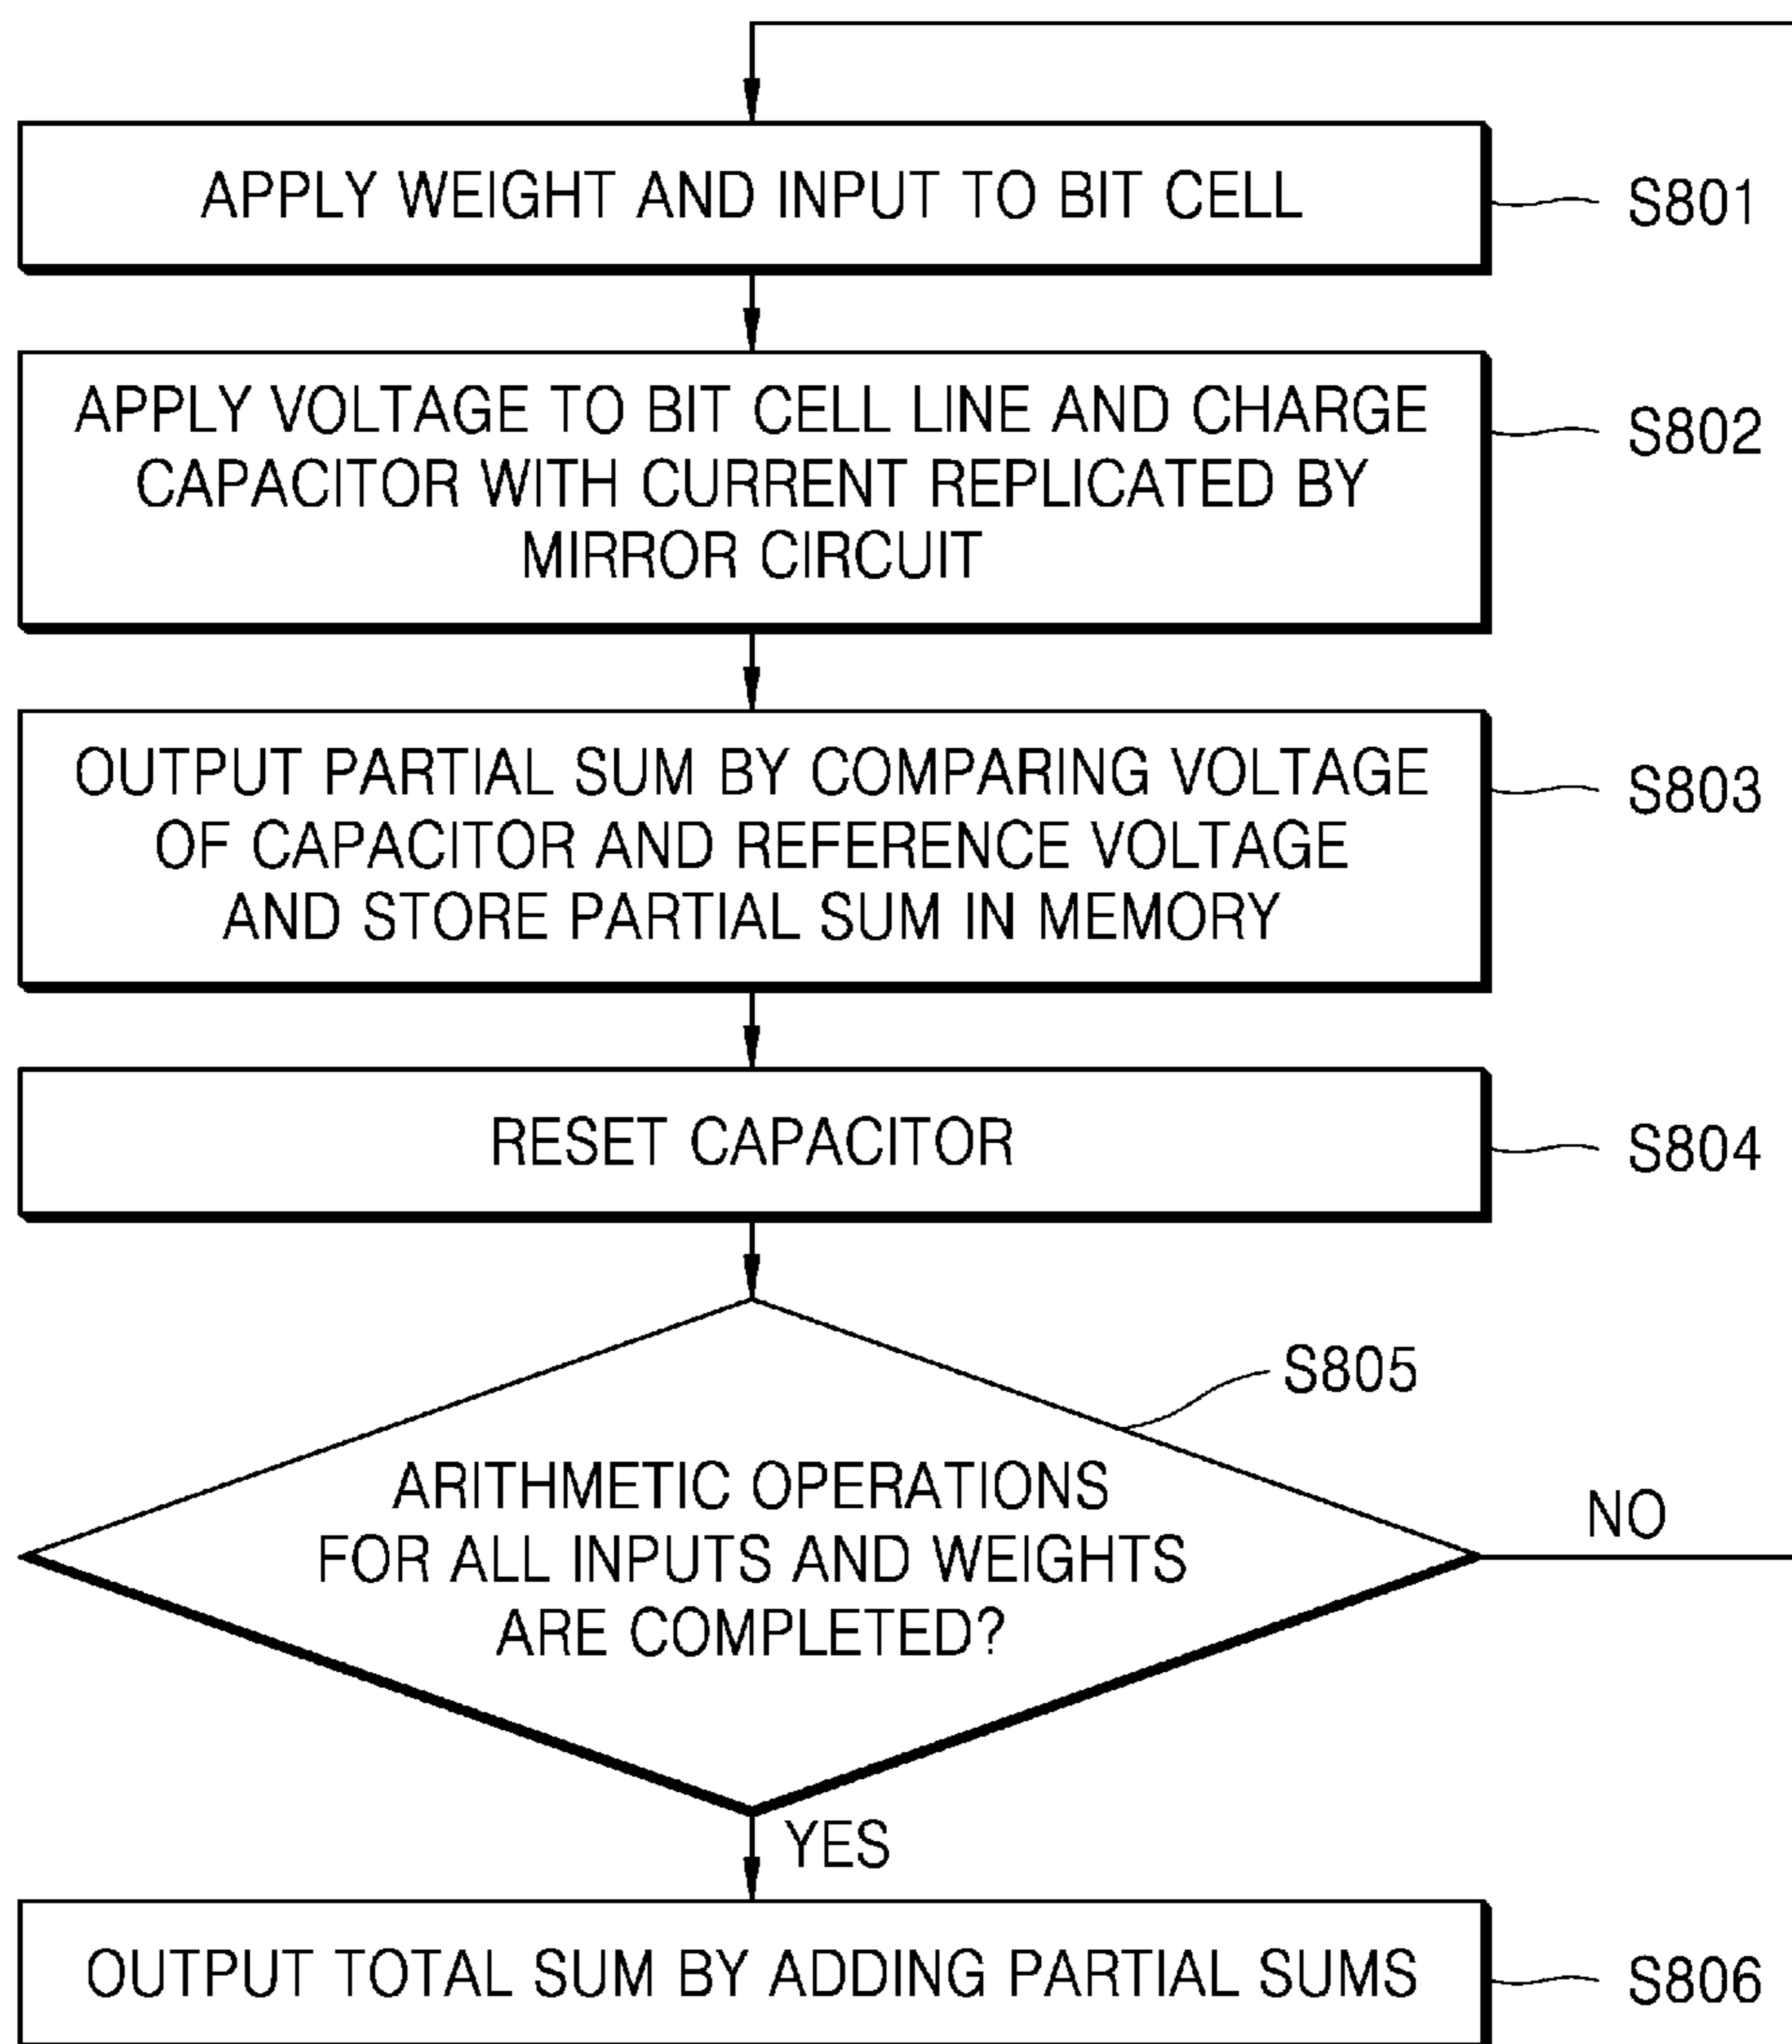 APPLY WEIGHT AND INPUT TO BIT CELL
S801
APPLY VOLTAGE TO BIT CELL LINE AND CHARGE
CAPACITOR WITH CURRENT REPLICATED BY
MIRROR CIRCUIT
S802
OUTPUT PARTIAL SUM BY COMPARING VOLTAGE
OF CAPACITOR AND REFERENCE VOLTAGE
AND STORE PARTIAL SUM IN MEMORY
S803
RESET CAPACITOR
S804
S805
ARITHMETIC OPERATIONS
FOR ALL INPUTS AND WEIGHTS
ARE COMPLETED?
NO
YES
OUTPUT TOTAL SUM BY ADDING PARTIAL SUMS
S806